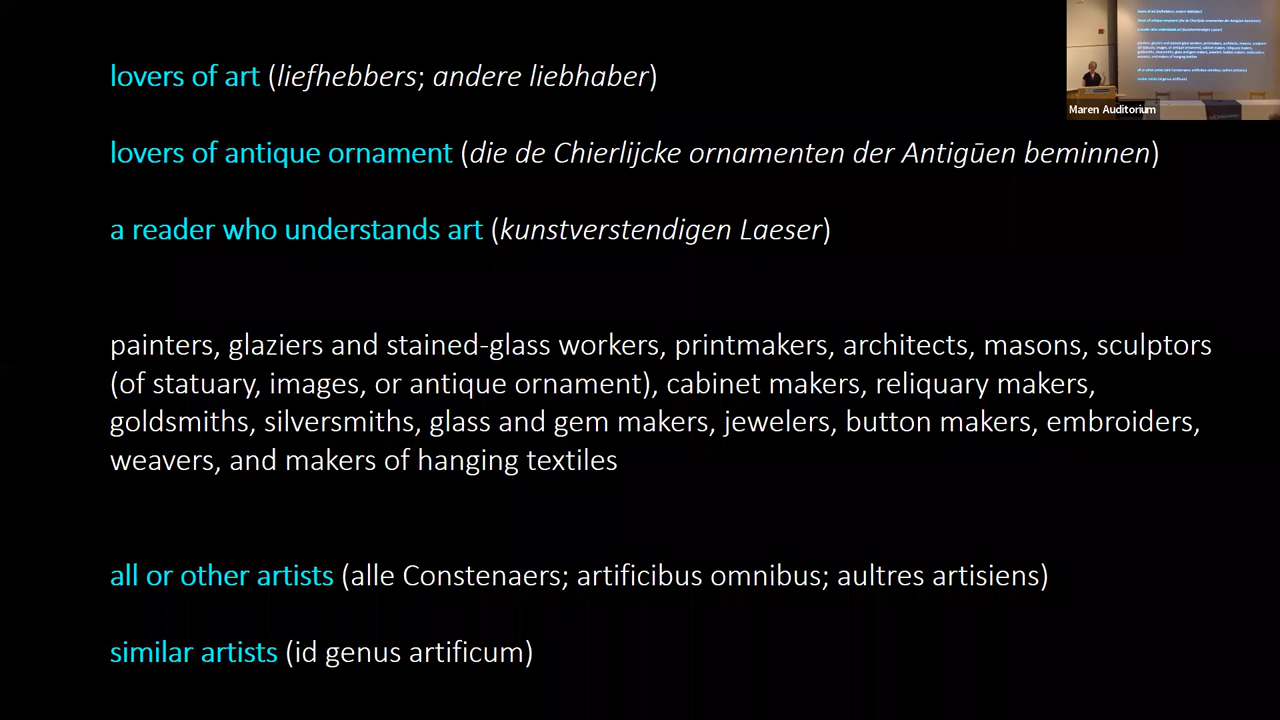 lovers of art (liefhebbers; andere liebhaber)
lovers of antique ornament (die de Chierlijcke ornamenten der Antigūen beminnen)
a reader who understands art (kunstverstendigen Laeser)
painters, glaziers and stained-glass workers, printmakers, architects, masons, sculptors
(of statuary, images, or antique ornament), cabinet makers, reliquary makers,
goldsmiths, silversmiths, glass and gem makers, jewelers, button makers, embroiders,
weavers, and makers of hanging textiles
all or other artists (alle Constenaers; artificibus omnibus; aultres artisiens)
similar artists (id genus artificum)
Maren Auditorium